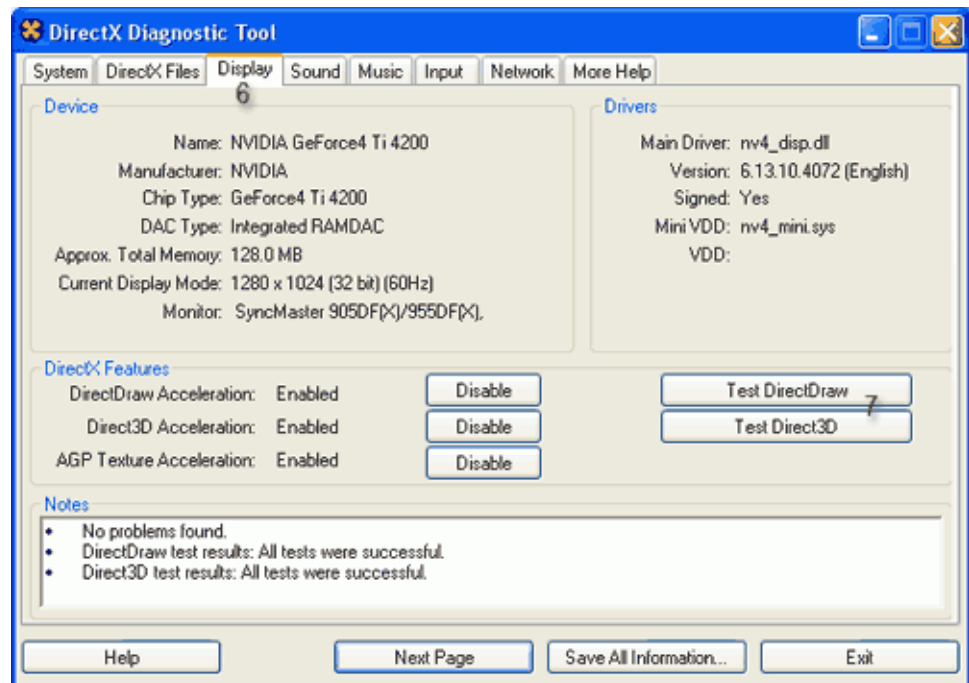 DirectX Diagnostic Tool
System DirectX Files Display Sound Music Input Network More Help
6
Device
Name: NVIDIA GeForce4 Ti 4200
Manufacturer: NVIDIA
Chip Type: GeForce4 Ti 4200
DAC Type: Integrated RAMDAC
Approx. Total Memory: 128.0 MB
Current Display Mode: 1280 x 1024 (32 bit) (60Hz)
Monitor: SyncMaster 905DF(X)/955DF(X),
Drivers
Main Driver: nv4_disp.dll
Version: 6.13.10.4072 (English)
Signed: Yes
Mini VDD: nv4_mini.sys
VDD:
DirectX Features
DirectDraw Acceleration: Enabled Disable Test DirectDraw
7
Direct3D Acceleration: Enabled Disable Test Direct3D
AGP Texture Acceleration: Enabled Disable
Notes
• No problems found.
• DirectDraw test results: All tests were successful.
• Direct3D test results: All tests were successful.
Help Next Page Save All Information... Exit